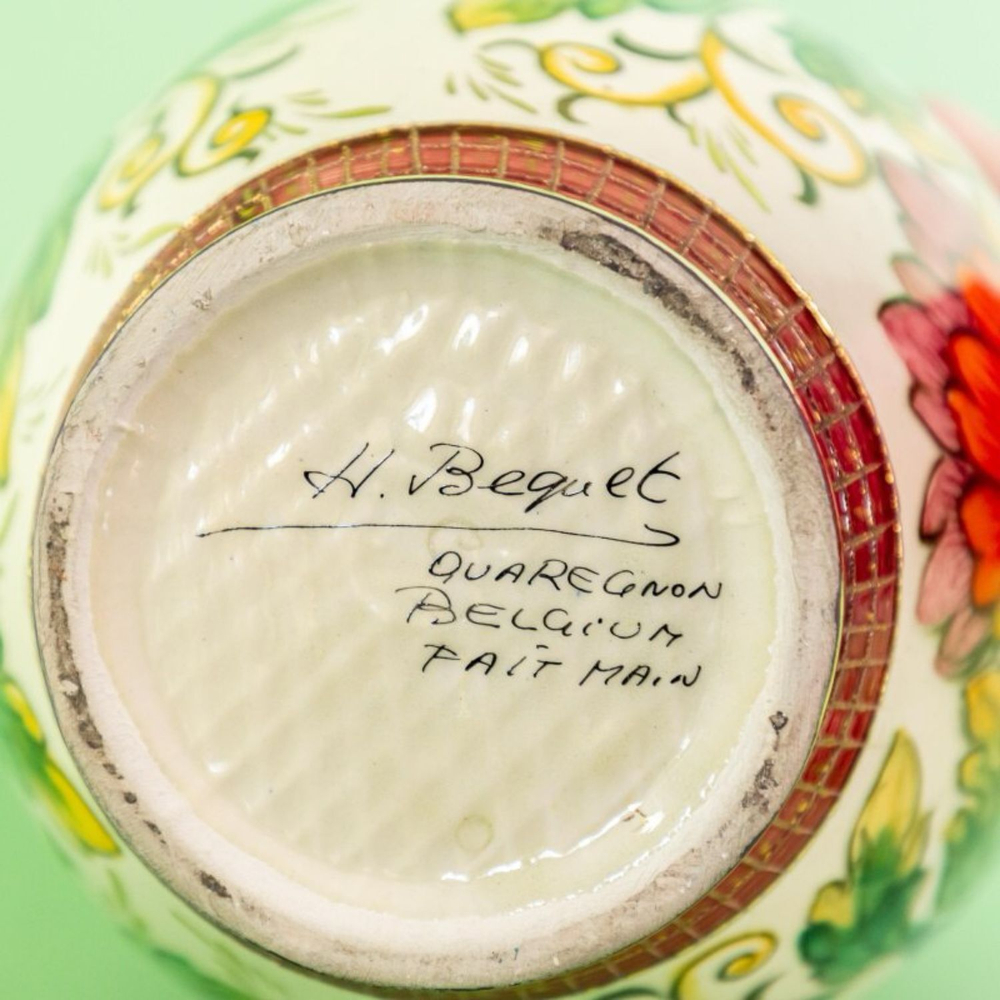 H. Bequet
QUAREGNON
BELGIUM
FAIT MAIN